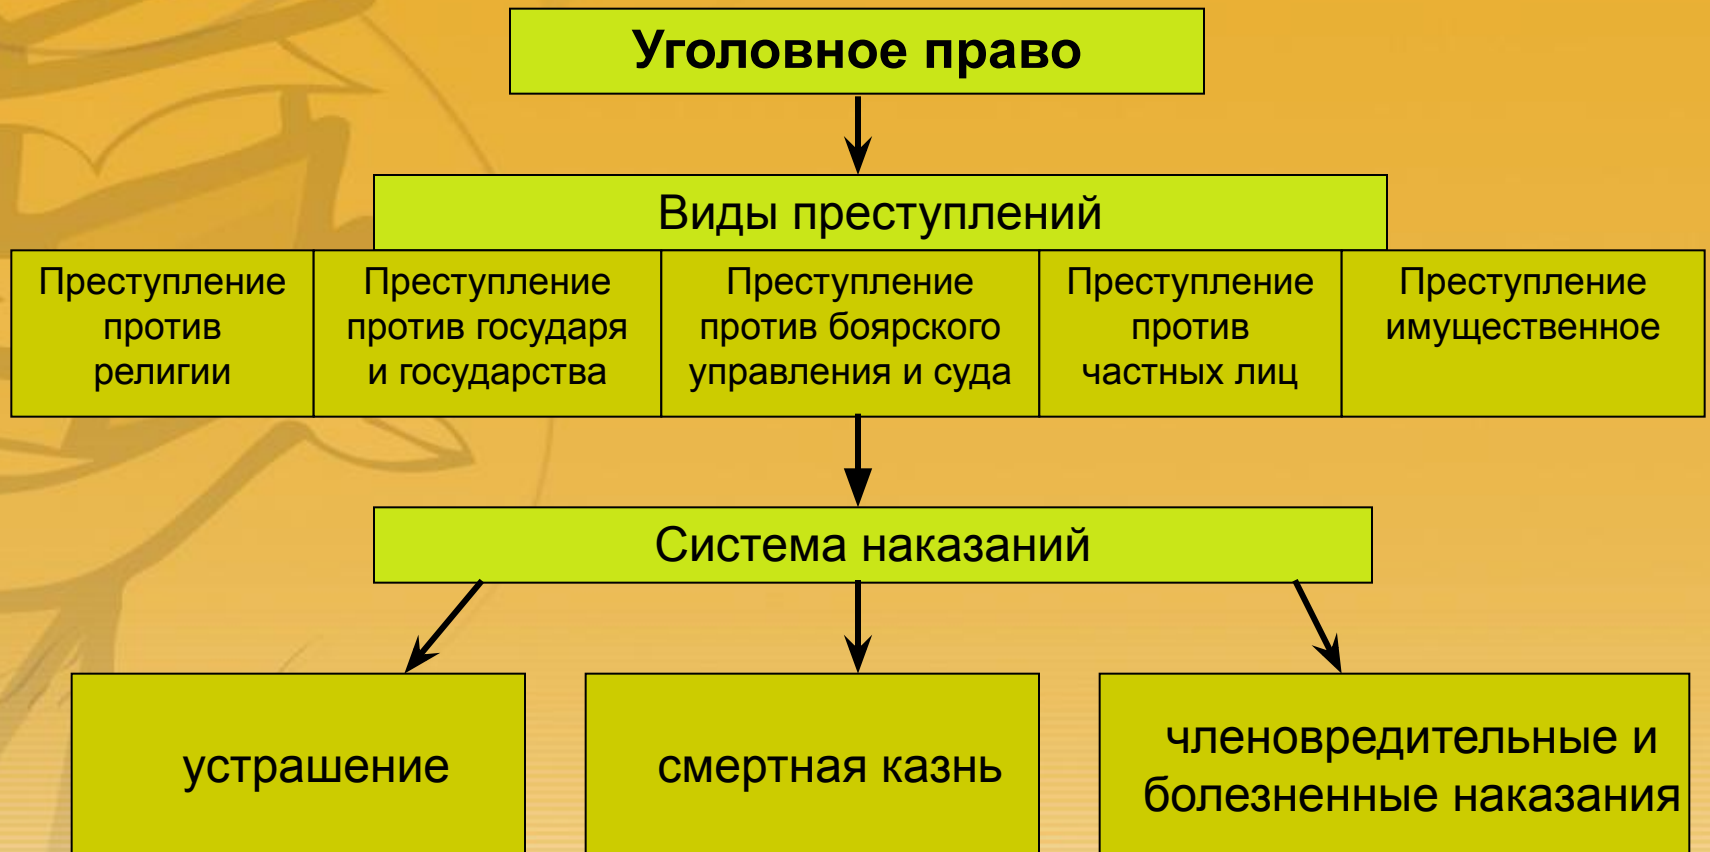 Уголовное право
Виды преступлений
Преступление
против
религии
Преступление
против государя
и государства
Преступление
против боярского
управления и суда
Преступление
против
частных лиц
Преступление
имущественное
Система наказаний
устрашение
смертная казнь
членовредительные и
болезненные наказания